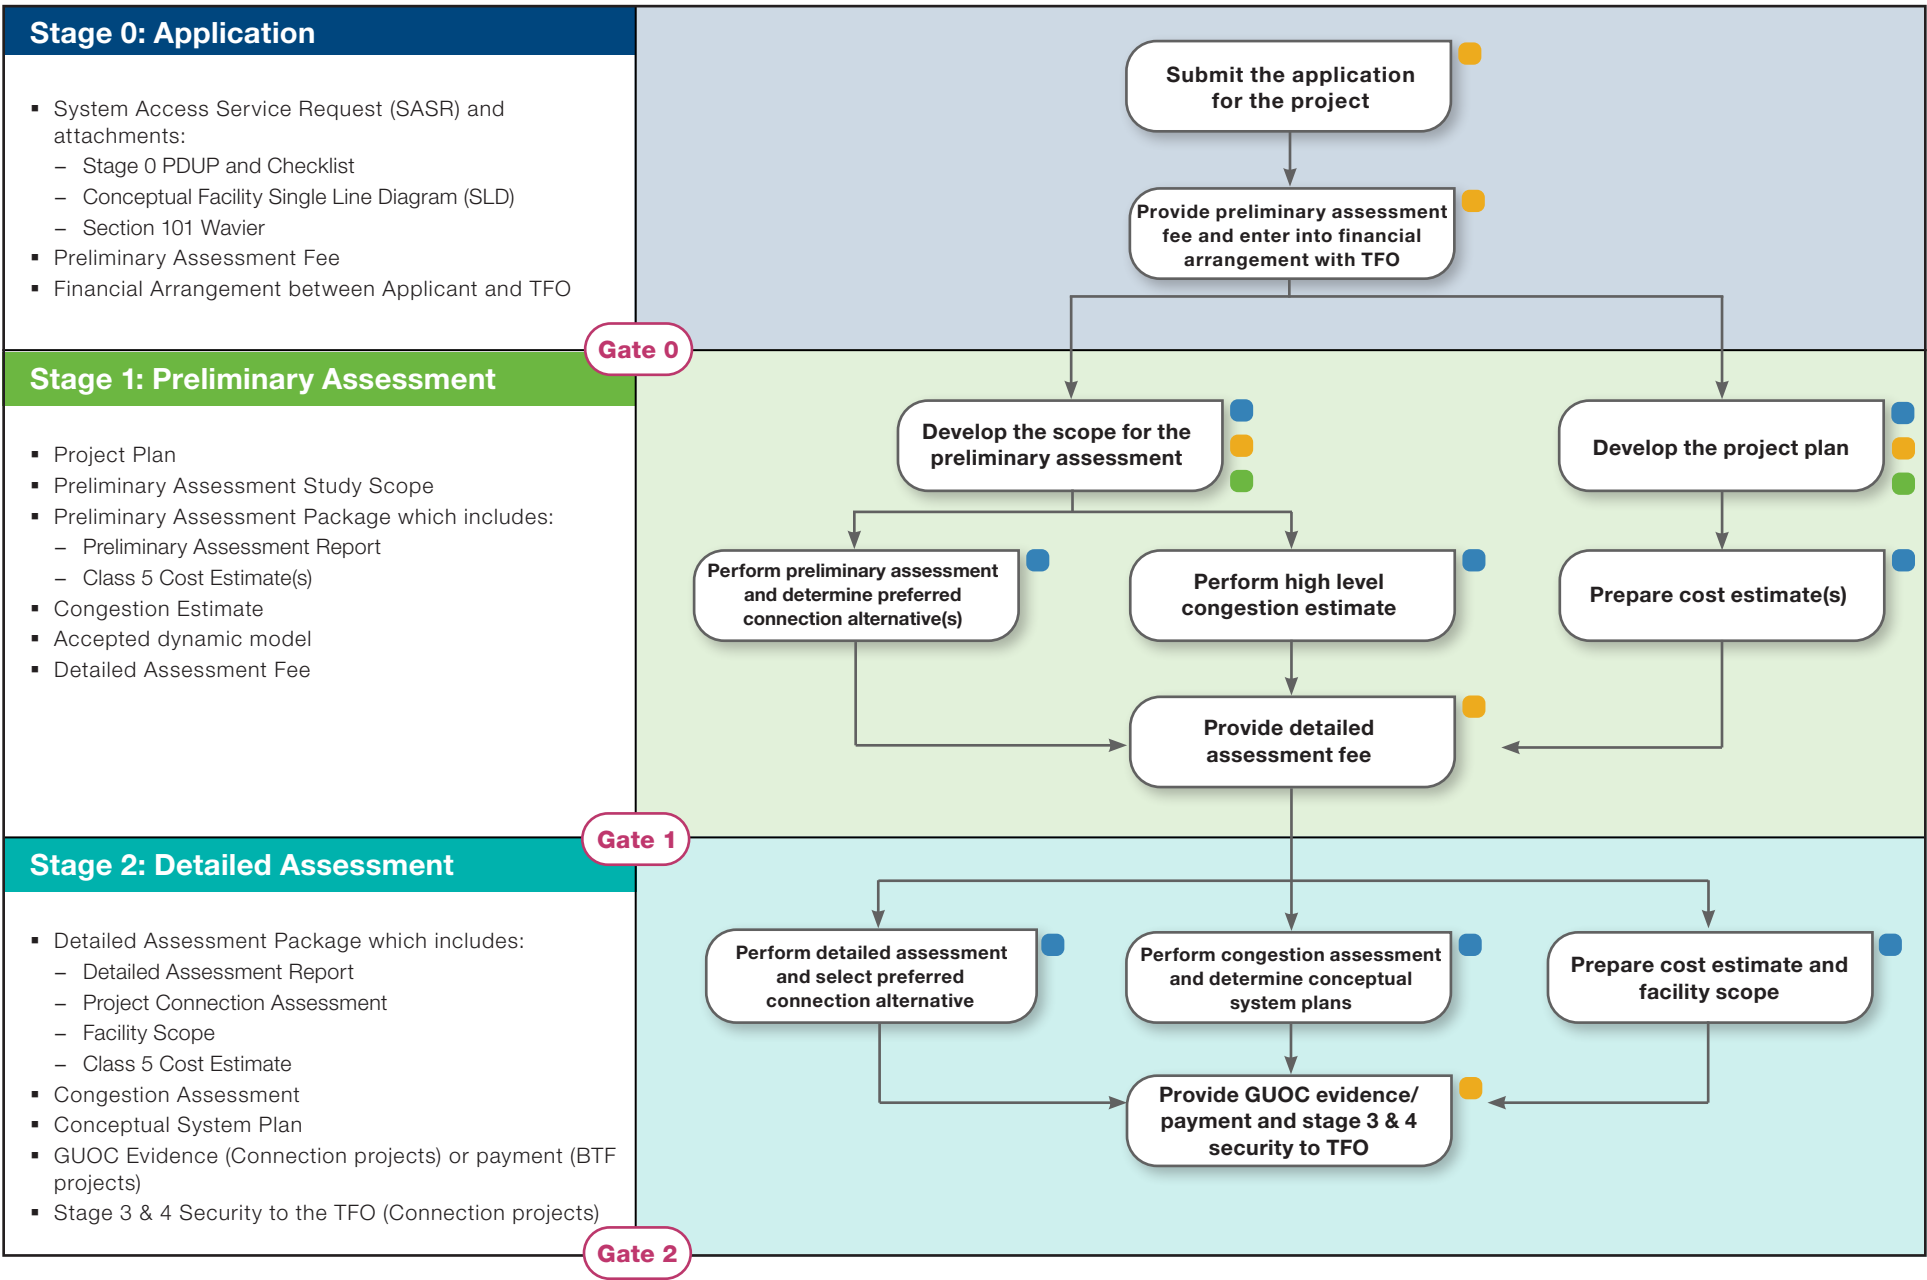 Stage 0: Application
▪ System Access Service Request (SASR) and
attachments:
– Stage 0 PDUP and Checklist
– Conceptual Facility Single Line Diagram (SLD)
– Section 101 Wavier
▪ Preliminary Assessment Fee
▪ Financial Arrangement between Applicant and TFO
Submit the application
for the project
Provide preliminary assessment
fee and enter into financial
arrangement with TFO
Gate 0
Stage 1: Preliminary Assessment
▪ Project Plan
▪ Preliminary Assessment Study Scope
▪ Preliminary Assessment Package which includes:
– Preliminary Assessment Report
– Class 5 Cost Estimate(s)
▪ Congestion Estimate
▪ Accepted dynamic model
▪ Detailed Assessment Fee
Develop the scope for the
preliminary assessment
Develop the project plan
Perform preliminary assessment
and determine preferred
connection alternative(s)
Perform high level
congestion estimate
Prepare cost estimate(s)
Provide detailed
assessment fee
Gate 1
Stage 2: Detailed Assessment
▪ Detailed Assessment Package which includes:
– Detailed Assessment Report
– Project Connection Assessment
– Facility Scope
– Class 5 Cost Estimate
▪ Congestion Assessment
▪ Conceptual System Plan
▪ GUOC Evidence (Connection projects) or payment (BTF
projects)
▪ Stage 3 & 4 Security to the TFO (Connection projects)
Perform detailed assessment
and select preferred
connection alternative
Perform congestion assessment
and determine conceptual
system plans
Prepare cost estimate and
facility scope
Provide GUOC evidence/
payment and stage 3 & 4
security to TFO
Gate 2